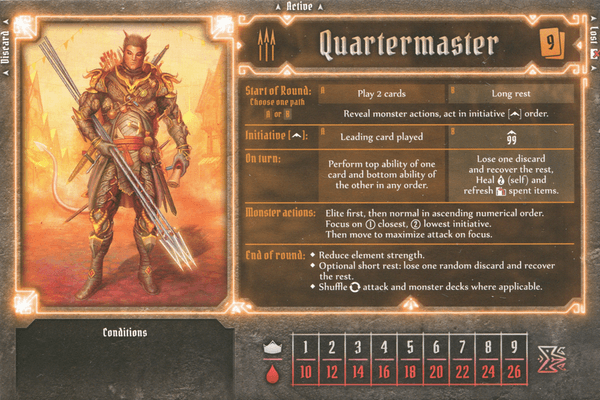 Active
Discard
Lost
Quartermaster
9
Start of Round:
Choose one path
A or B
A Play 2 cards
B Long rest
Reveal monster actions, act in initiative [ ] order.
Initiative [ ]:
A Leading card played
B 99
On turn:
Perform top ability of one
card and bottom ability of
the other in any order.
Lose one discard
and recover the rest,
Heal 2 (self) and
refresh spent items.
Monster actions:
Elite first, then normal in ascending numerical order.
Focus on ① closest, ② lowest initiative.
Then move to maximize attack on focus.
End of round:
◆ Reduce element strength.
◆ Optional short rest: lose one random discard and recover
the rest.
◆ Shuffle attack and monster decks where applicable.
Conditions
1 2 3 4 5 6 7 8 9
10 12 14 16 18 20 22 24 26